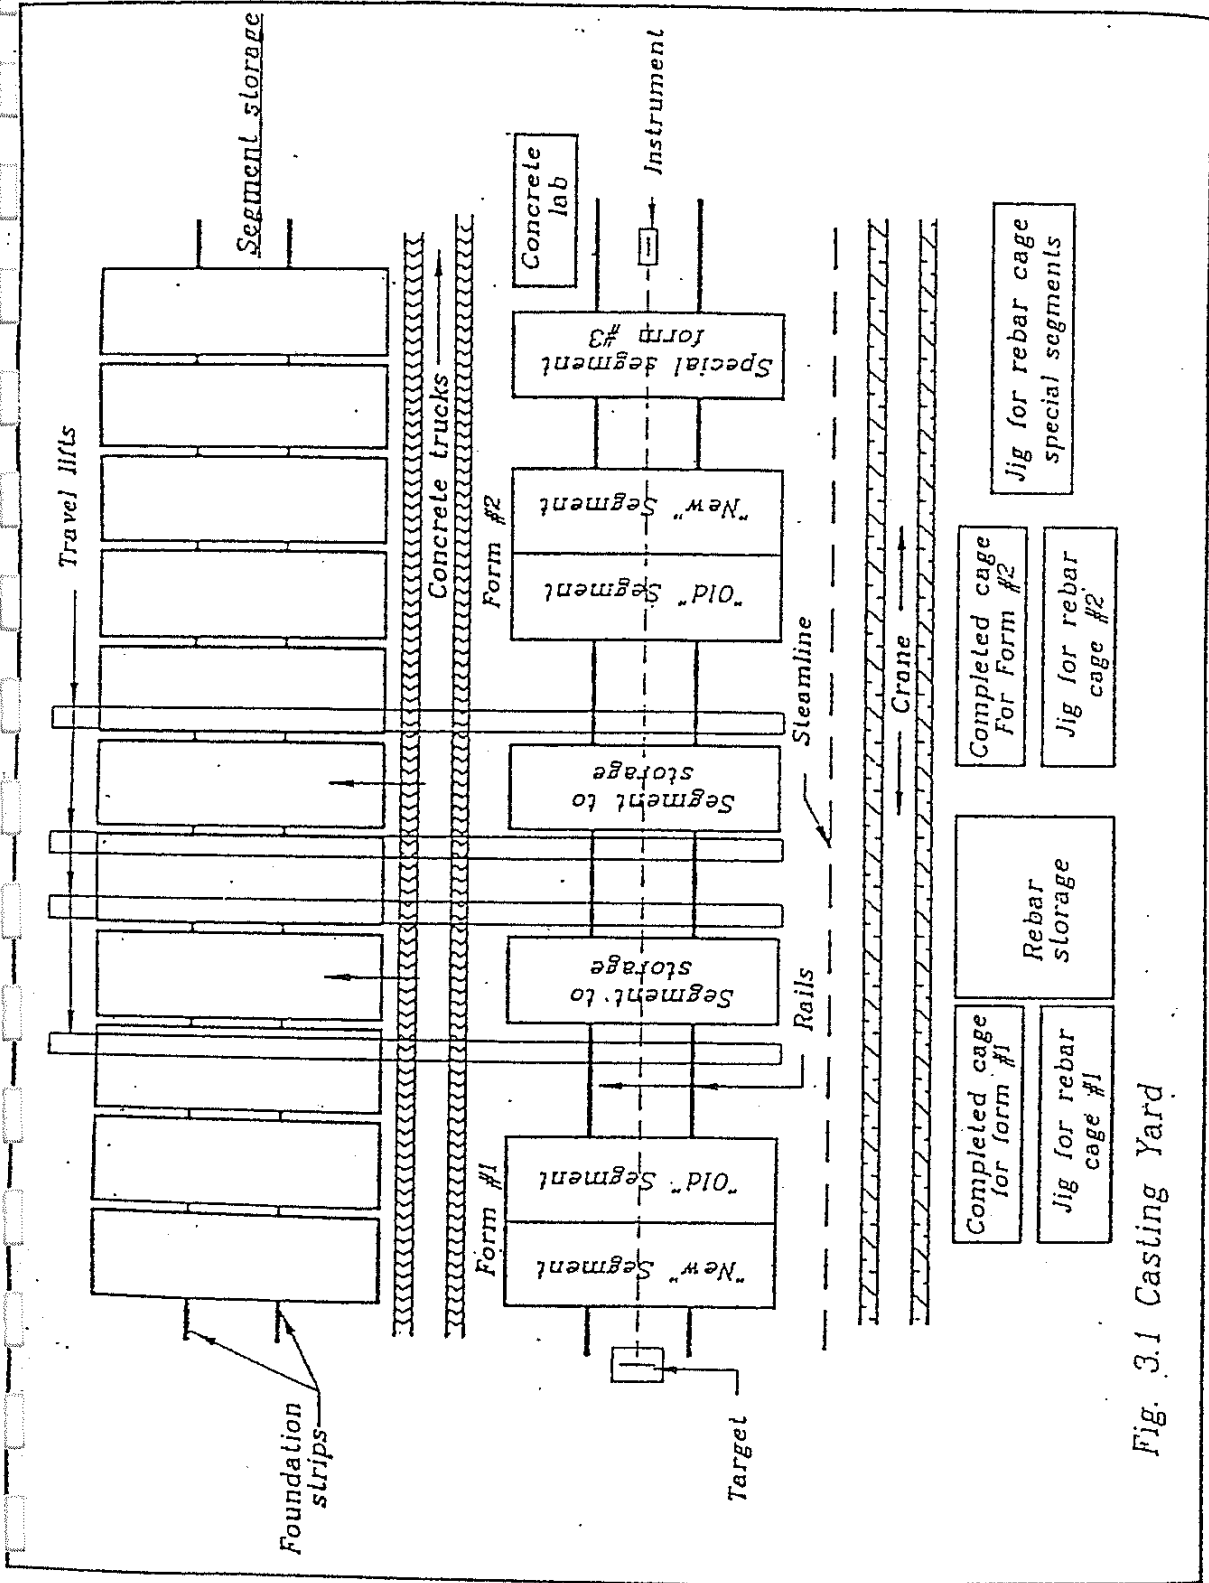 Segment storage
Travel lifts
Foundation
strips
Concrete trucks
Form #1
Form #2
Concrete
lab
Instrument
"New" Segment
"Old" Segment
Segment to
storage
Segment to
storage
"Old" Segment
"New" Segment
Special segment
form #3
Target
Rails
Steamline
Crane
Completed cage
for form #1
Jig for rebar
cage #1
Rebar
storage
Completed cage
For Form #2
Jig for rebar
cage #2
Jig for rebar cage
special segments
Fig. 3.1 Casting Yard